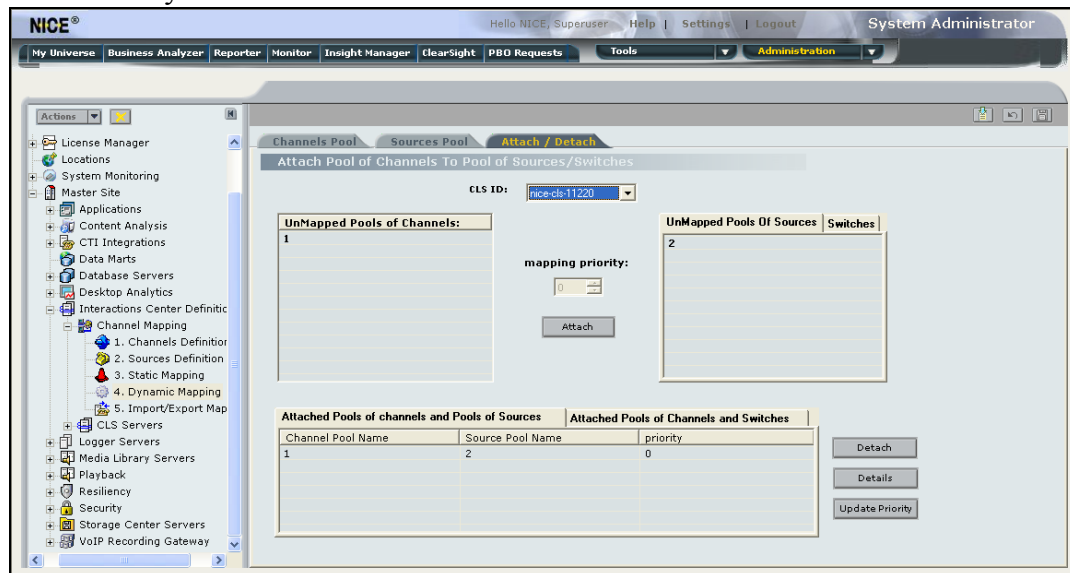 NICE®
Hello NICE, Superuser Help | Settings | Logout System Administrator
My Universe Business Analyzer Reporter Monitor Insight Manager ClearSight PBO Requests Tools Administration
Actions
License Manager
Locations
System Monitoring
Master Site
Applications
Content Analysis
CTI Integrations
Data Marts
Database Servers
Desktop Analytics
Interactions Center Definitic
Channel Mapping
1. Channels Definition
2. Sources Definition
3. Static Mapping
4. Dynamic Mapping
5. Import/Export Map
CLS Servers
Logger Servers
Media Library Servers
Playback
Resiliency
Security
Storage Center Servers
VoIP Recording Gateway
Channels Pool Sources Pool Attach / Detach
Attach Pool of Channels To Pool of Sources/Switches
CLS ID: nice-cls-11220
UnMapped Pools of Channels:
1
mapping priority:
0
Attach
UnMapped Pools Of Sources Switches
2
Attached Pools of channels and Pools of Sources Attached Pools of Channels and Switches
Channel Pool Name Source Pool Name priority
1 2 0
Detach
Details
Update Priority